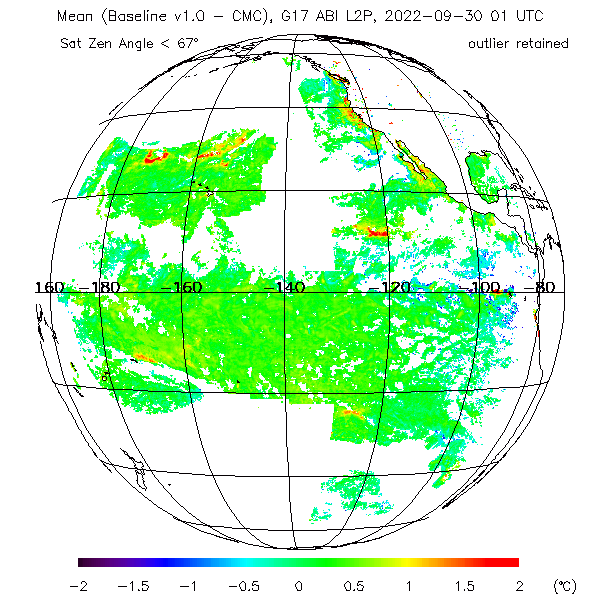 Mean (Baseline v1.0 - CMC), G17 ABI L2P, 2022-09-30 01 UTC
Sat Zen Angle < 67° outlier retained
160 -180 -160 -140 -120 -100 -80
-2 -1.5 -1 -0.5 0 0.5 1 1.5 2 (°C)